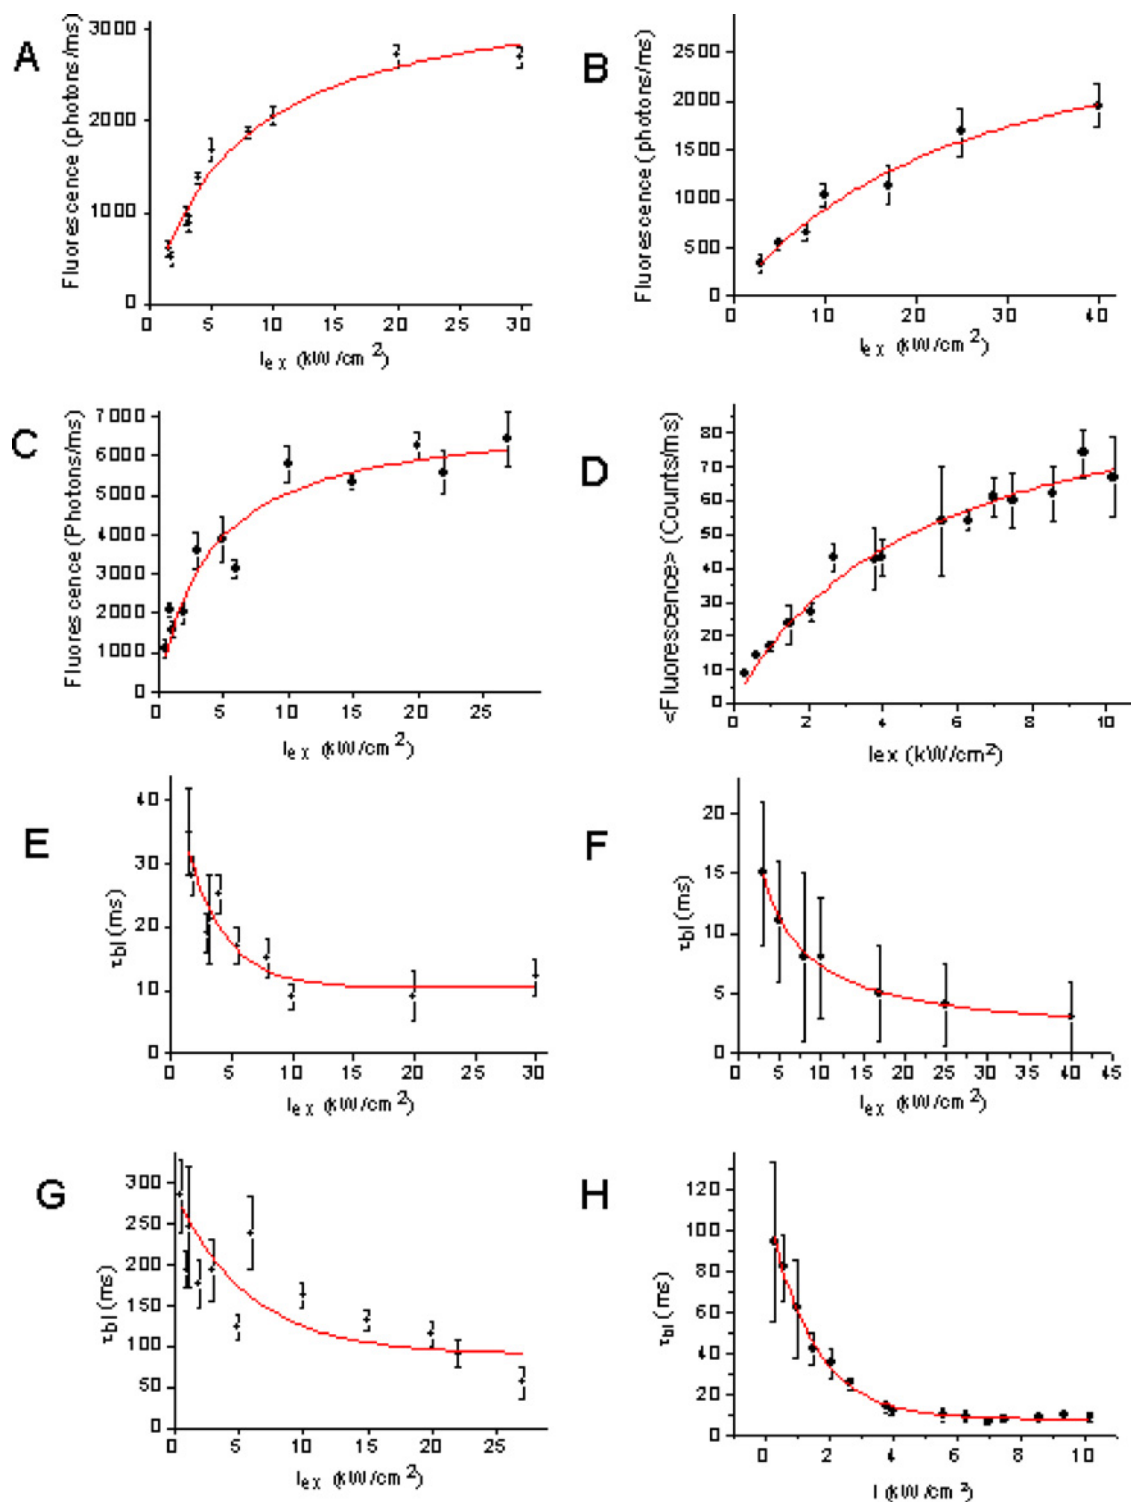 A
Fluorescence (photons/ms)
3000
2000
1000
0
0 5 10 15 20 25 30
Iex (kW/cm2)
B
Fluorescence (photons/ms)
2500
2000
1500
1000
500
0
0 10 20 30 40
Iex (kW/cm2)
C
Fluorescence (Photons/ms)
7000
6000
5000
4000
3000
2000
1000
0
0 5 10 15 20 25
Iex (kW/cm2)
D
<Fluorescence> (Counts/ms)
80
70
60
50
40
30
20
10
0
0 2 4 6 8 10
Iex (kW/cm2)
E
τbl (ms)
40
30
20
10
0
0 5 10 15 20 25 30
Iex (kW/cm2)
F
τbl (ms)
20
15
10
5
0
0 5 10 15 20 25 30 35 40 45
Iex (kW/cm2)
G
τbl (ms)
300
250
200
150
100
50
0
0 5 10 15 20 25
Iex (kW/cm2)
H
τbl (ms)
120
100
80
60
40
20
0
0 2 4 6 8 10
I (kW/cm2)